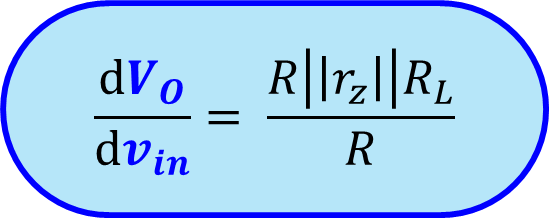 dV_O/dv_in = R||r_z||R_L/R